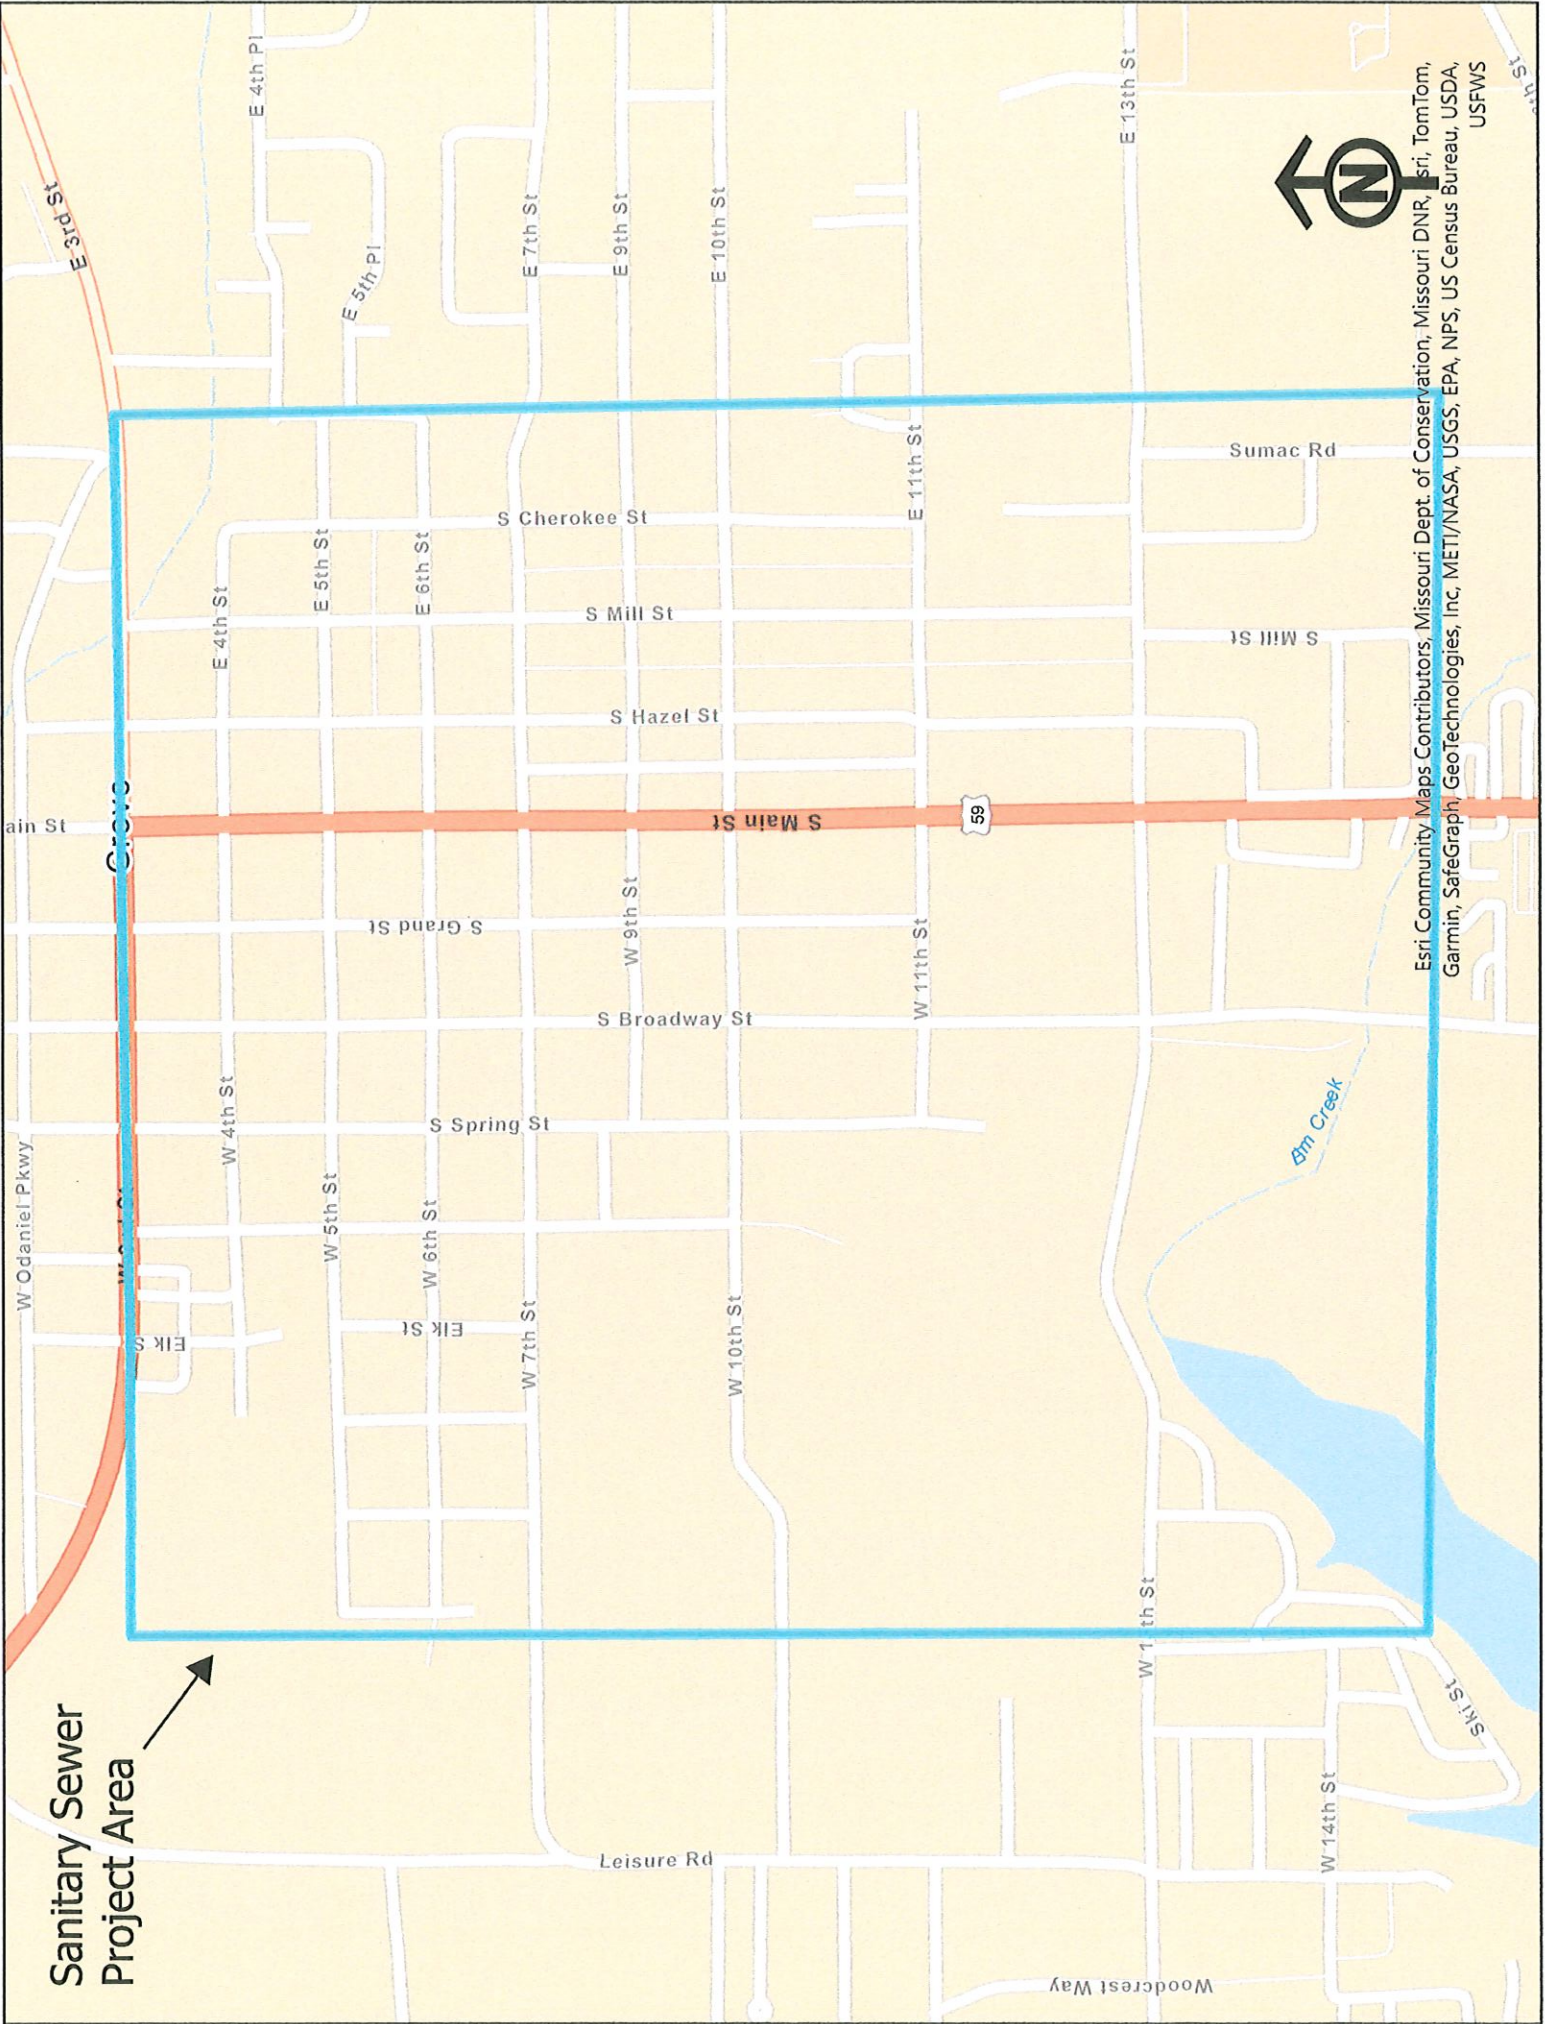 Sanitary Sewer
Project Area
W Odaniel Pkwy
ain St
Grove
E 3rd St
E 4th Pl
E 5th Pl
Elk S
W 4th St
E 4th St
W 5th St
E 5th St
W 6th St
E 6th St
Elk St
S Grand St
S Spring St
S Cherokee St
W 7th St
E 7th St
W 9th St
E 9th St
S Broadway St
S Hazel St
S Mill St
Leisure Rd
W 10th St
E 10th St
S Main St
W 11th St
E 11th St
59
E 13th St
Woodcrest Way
S Mill St
Sumac Rd
Elm Creek
W 14th St
Ski St
N
Esri Community Maps Contributors, Missouri Dept. of Conservation, Missouri DNR, Esri, TomTom,
Garmin, SafeGraph, GeoTechnologies, Inc, METI/NASA, USGS, EPA, NPS, US Census Bureau, USDA,
USFWS